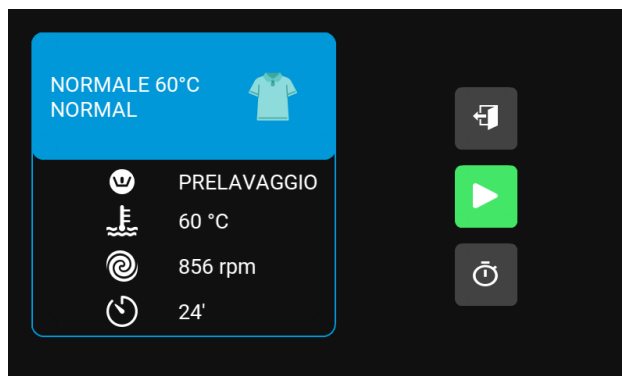 NORMALE 60°C
NORMAL
PRELAVAGGIO
60 °C
856 rpm
24'